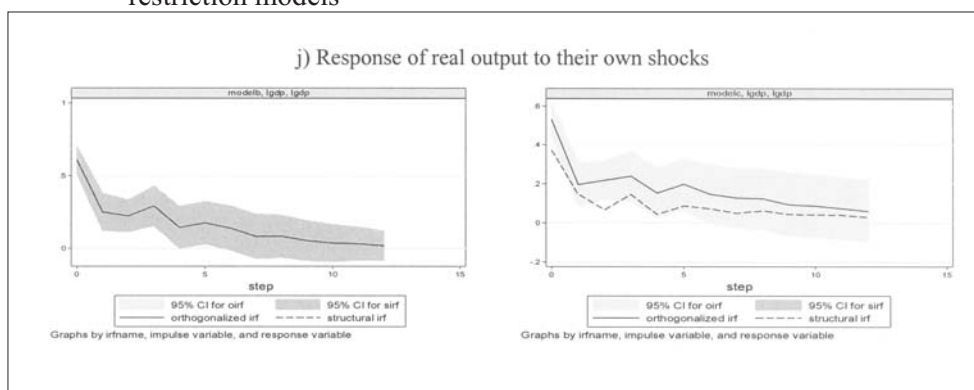 restriction models
j) Response of real output to their own shocks
modelb, lgdp, lgdp
1
.5
0
0 5 10 15
step
95% CI for oirf 95% CI for sirf
orthogonalized irf structural irf
Graphs by irfname, impulse variable, and response variable
modelc, lgdp, lgdp
.6
.4
.2
0
-.2
0 5 10 15
step
95% CI for oirf 95% CI for sirf
orthogonalized irf structural irf
Graphs by irfname, impulse variable, and response variable